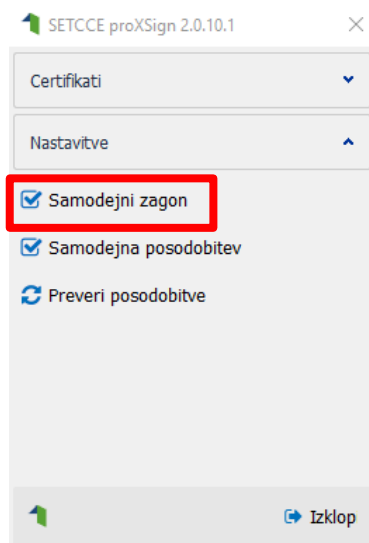 SETCCE proXSign 2.0.10.1
Certifikati
Nastavitve
Samodejni zagon
Samodejna posodobitev
Preveri posodobitve
Izklop